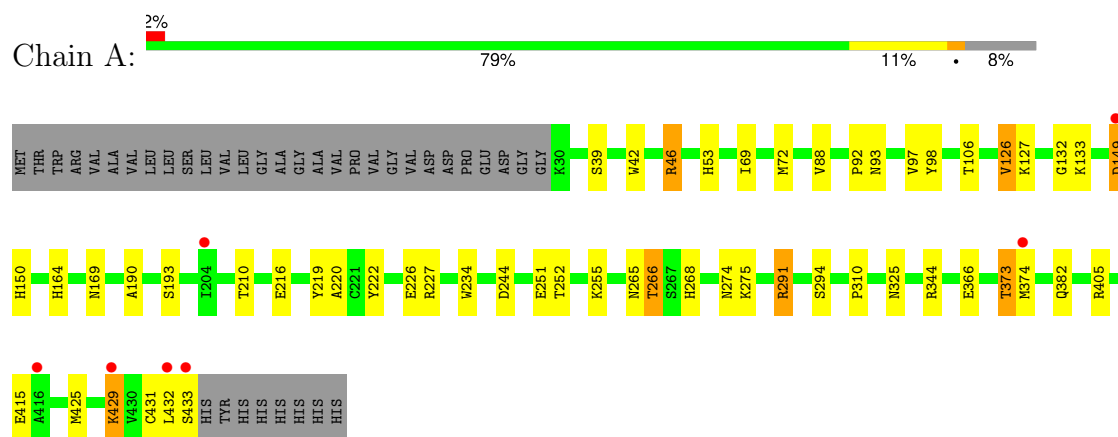 2%
Chain A:
79% 11% • 8%
MET THR TRP ARG VAL ALA VAL LEU LEU SER LEU VAL LEU GLY ALA GLY ALA VAL PRO VAL GLY VAL ASP ASP PRO GLU ASP GLY GLY K30 S39 W42 R46 H53 I69 M72 V88 P92 N93 V97 Y98 T106 V126 K127 G132 K133 D149
H150 H164 N169 A190 S193 I204 T210 E216 Y219 A220 C221 Y222 E226 R227 W234 D244 E251 T252 K255 N265 T266 S267 H268 N274 K275 R291 S294 P310 N325 R344 E366 T373 M374 Q382 R405
E415 A416 M425 K429 V430 C431 L432 S433 HIS TYR HIS HIS HIS HIS HIS HIS